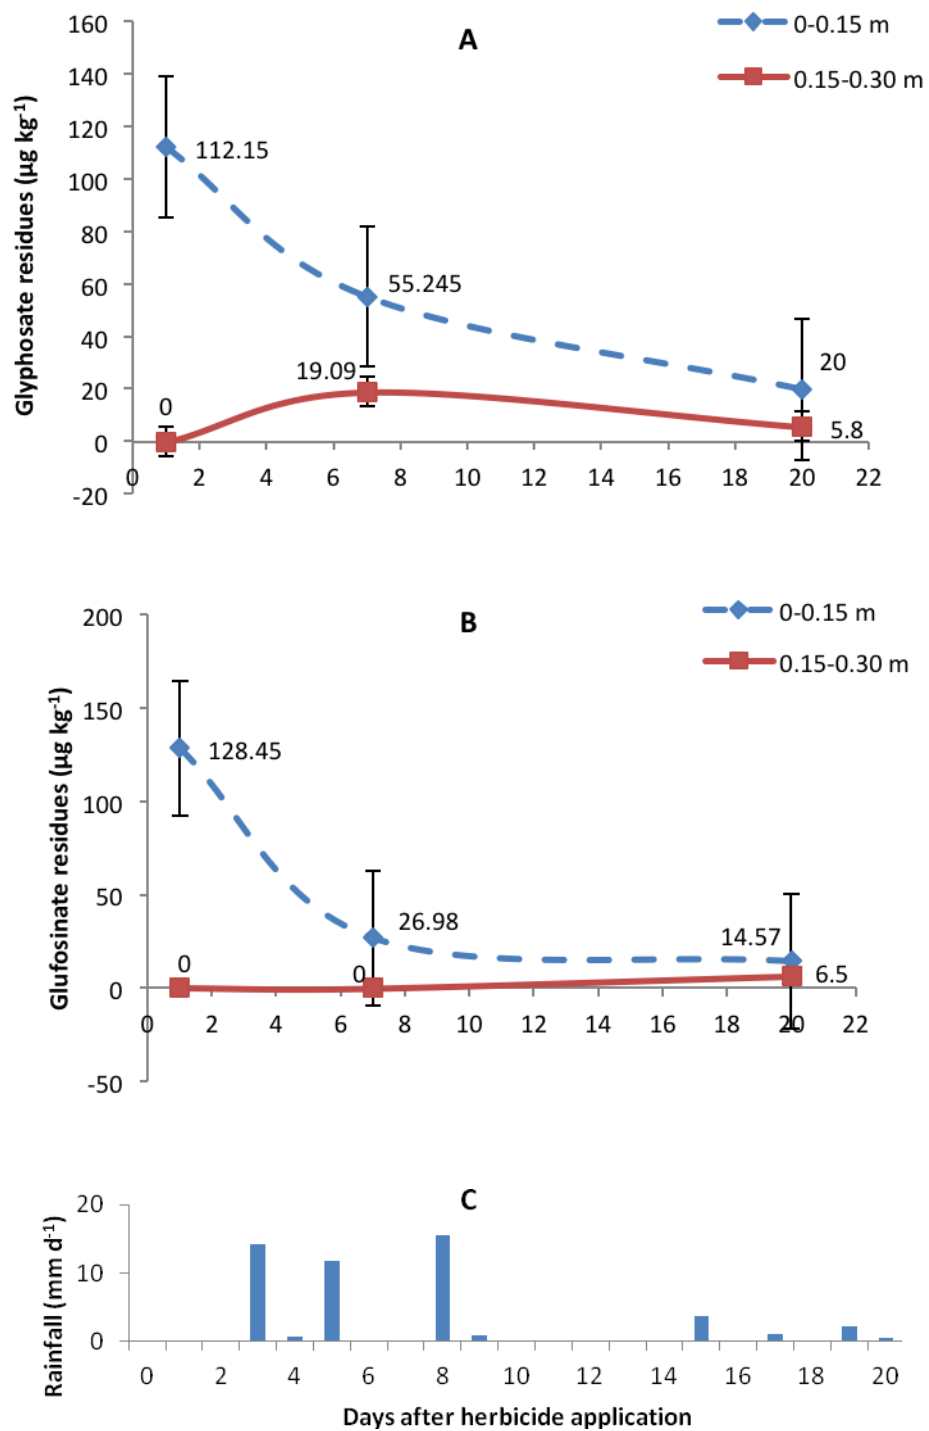 A
0-0.15 m
0.15-0.30 m
Glyphosate residues (µg kg-1)
160
140
120
100
80
60
40
20
0
-20
112.15
55.245
20
0
19.09
5.8
0 2 4 6 8 10 12 14 16 18 20 22
B
0-0.15 m
0.15-0.30 m
Glufosinate residues (µg kg-1)
200
150
100
50
0
-50
128.45
26.98
14.57
0
0
6.5
0 2 4 6 8 10 12 14 16 18 20 22
C
Rainfall (mm d-1)
20
10
0
0 2 4 6 8 10 12 14 16 18 20
Days after herbicide application